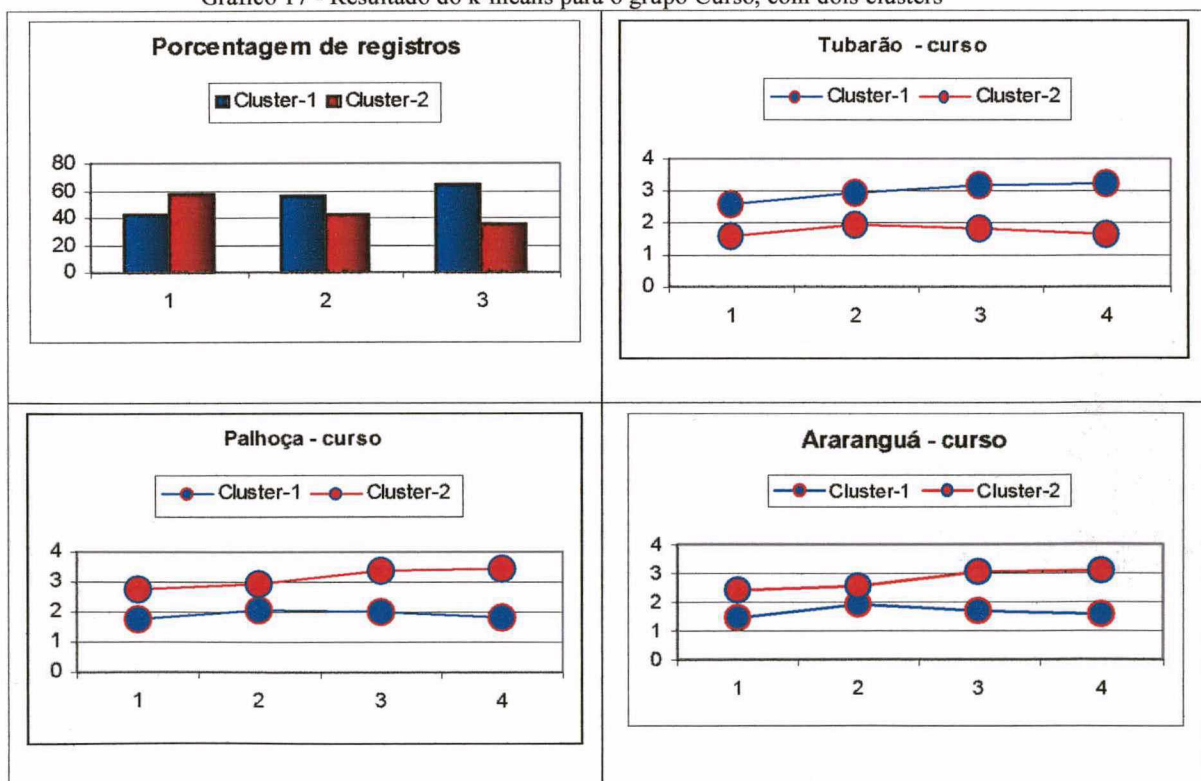 Gráfico 17 - Resultado do k-means para o grupo Curso, com dois clusters
Porcentagem de registros
Cluster-1 Cluster-2
80
60
40
20
0
1 2 3
Tubarão - curso
Cluster-1 Cluster-2
4
3
2
1
0
1 2 3 4
Palhoça - curso
Cluster-1 Cluster-2
4
3
2
1
0
1 2 3 4
Araranguá - curso
Cluster-1 Cluster-2
4
3
2
1
0
1 2 3 4